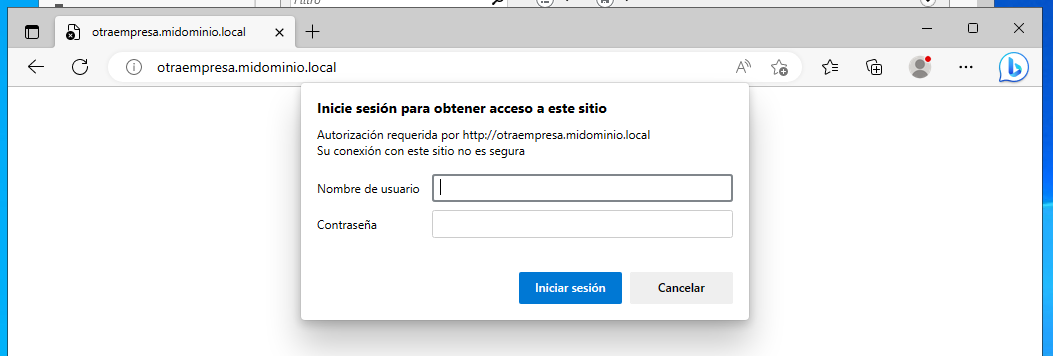 Filtro
otraempresa.midominio.local
otraempresa.midominio.local
Inicie sesión para obtener acceso a este sitio
Autorización requerida por http://otraempresa.midominio.local
Su conexión con este sitio no es segura
Nombre de usuario
Contraseña
Iniciar sesión Cancelar